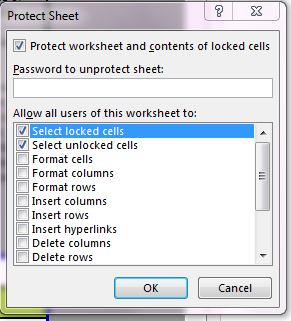 Protect Sheet
Protect worksheet and contents of locked cells
Password to unprotect sheet:
Allow all users of this worksheet to:
Select locked cells
Select unlocked cells
Format cells
Format columns
Format rows
Insert columns
Insert rows
Insert hyperlinks
Delete columns
Delete rows
OK
Cancel